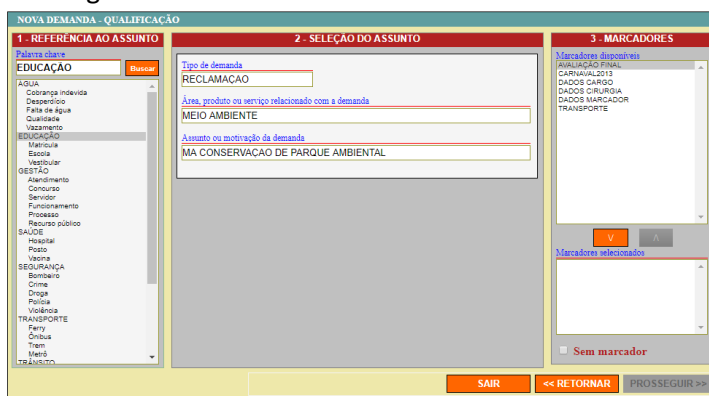 NOVA DEMANDA - QUALIFICAÇÃO
1 - REFERÊNCIA AO ASSUNTO
Palavra chave
EDUCAÇÃO
Buscar
ÁGUA
Cobrança indevida
Desperdício
Falta de água
Qualidade
Vazamento
EDUCAÇÃO
Matricula
Escola
Vestibular
GESTÃO
Atendimento
Concurso
Servidor
Funcionamento
Processo
Recurso público
SAÚDE
Hospital
Posto
Vacina
SEGURANÇA
Bombeiro
Crime
Droga
Polícia
Violência
TRANSPORTE
Ferry
Ônibus
Trem
Metrô
TRÂNSITO
2 - SELEÇÃO DO ASSUNTO
Tipo de demanda
RECLAMAÇAO
Área, produto ou serviço relacionado com a demanda
MEIO AMBIENTE
Assunto ou motivação da demanda
MA CONSERVAÇAO DE PARQUE AMBIENTAL
3 - MARCADORES
Marcadores disponíveis
AVALIAÇÃO FINAL
CARNAVAL2013
DADOS CARGO
DADOS CIRURGIA
DADOS MARCADOR
TRANSPORTE
V Λ
Marcadores selecionados
Sem marcador
SAIR
<< RETORNAR
PROSSEGUIR >>